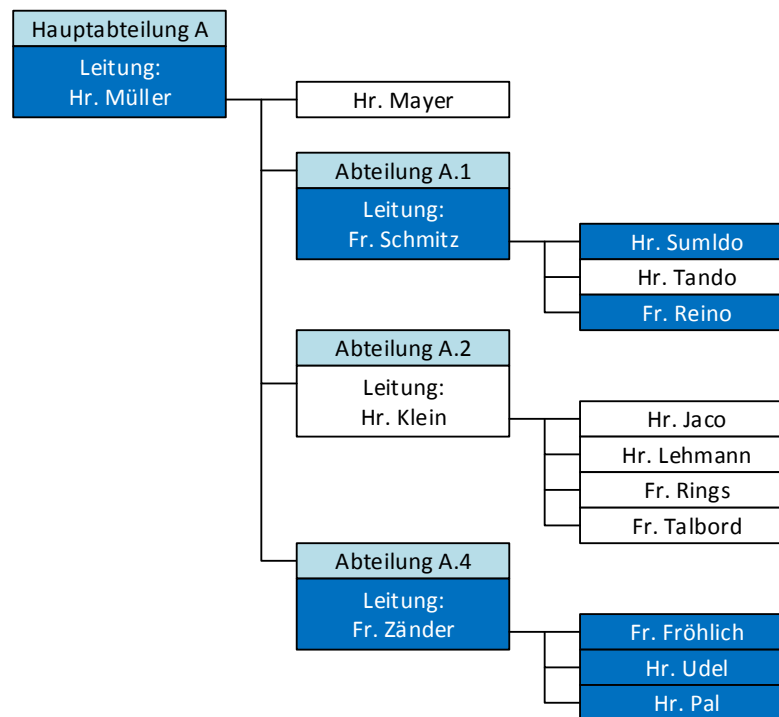 Hauptabteilung A
Leitung:
Hr. Müller
Hr. Mayer
Abteilung A.1
Leitung:
Fr. Schmitz
Hr. Sumldo
Hr. Tando
Fr. Reino
Abteilung A.2
Leitung:
Hr. Klein
Hr. Jaco
Hr. Lehmann
Fr. Rings
Fr. Talbord
Abteilung A.4
Leitung:
Fr. Zänder
Fr. Fröhlich
Hr. Udel
Hr. Pal